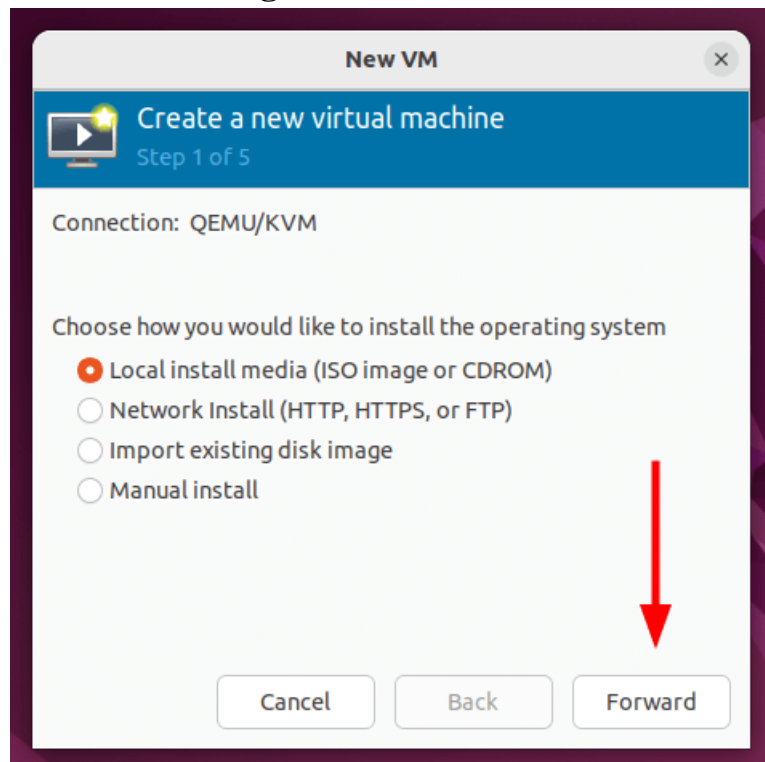 New VM
Create a new virtual machine
Step 1 of 5
Connection: QEMU/KVM
Choose how you would like to install the operating system
Local install media (ISO image or CDROM)
Network Install (HTTP, HTTPS, or FTP)
Import existing disk image
Manual install
Cancel Back Forward